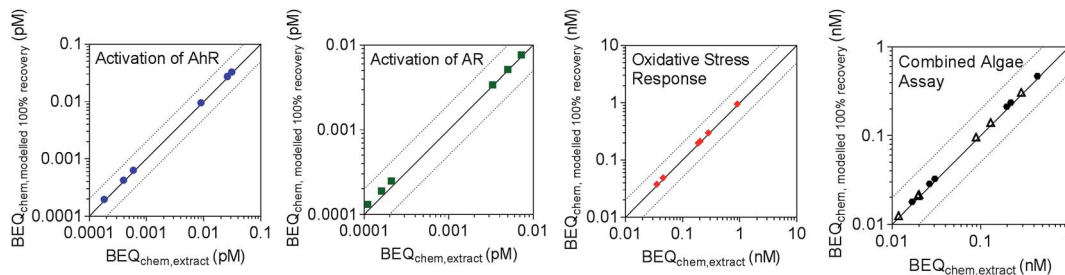 BEQchem, modelled 100% recovery (pM)
0.1
0.01
0.001
0.0001
Activation of AhR
0.0001 0.001 0.01 0.1
BEQchem,extract (pM)
BEQchem,modelled 100% recovery (pM)
0.01
0.001
0.0001
Activation of AR
0.0001 0.001 0.01
BEQchem,extract (pM)
BEQchem, modelled 100% recovery (nM)
10
1
0.1
0.01
Oxidative Stress
Response
0.01 0.1 1 10
BEQchem,extract (nM)
BEQchem, modelled 100% recovery (nM)
1
0.1
0.01
Combined Algae
Assay
0.01 0.1
BEQchem.extract (nM)